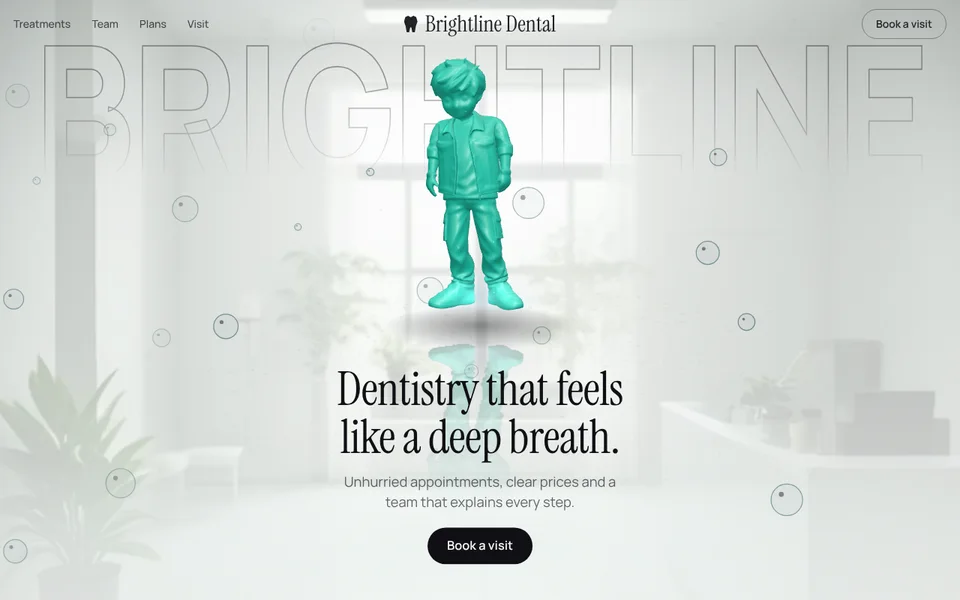 Treatments
Team
Plans
Visit
Brightline Dental
Book a visit
BRIGHTLINE
Dentistry that feels
like a deep breath.
Unhurried appointments, clear prices and a
team that explains every step.
Book a visit